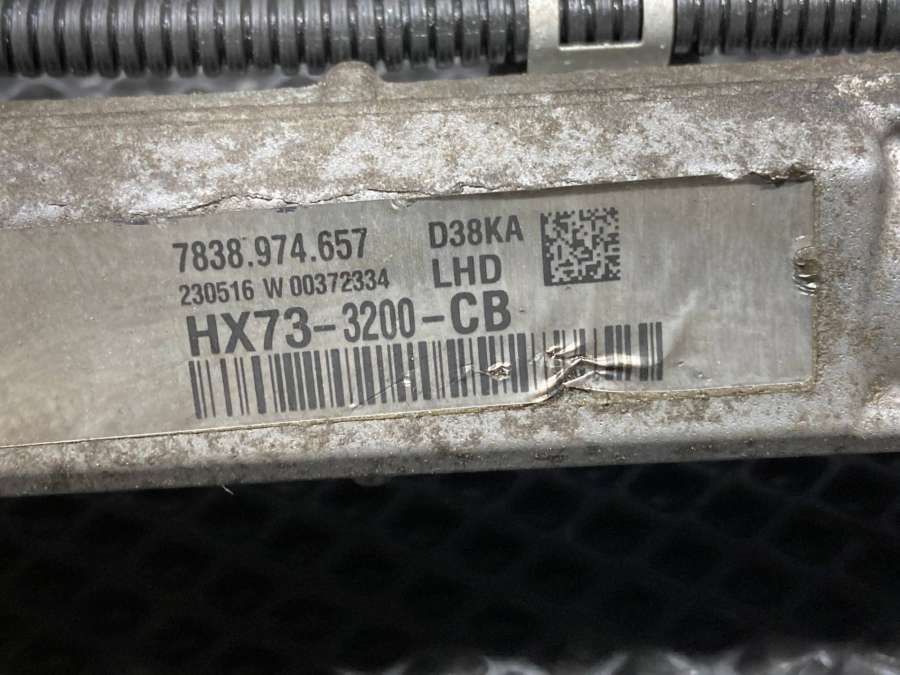 7838.974.657 D38KA
230516 W 00372334 LHD
HX73-3200-CB